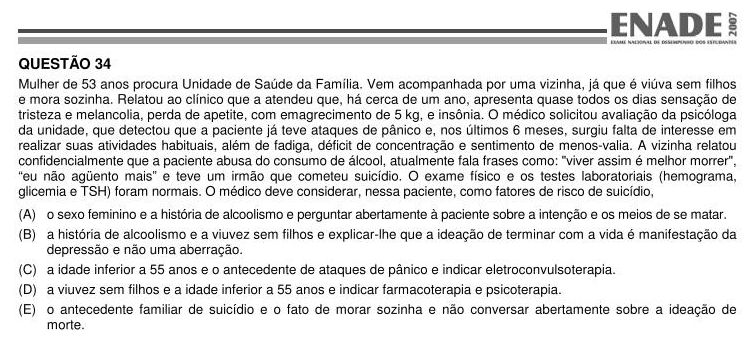 ENADE 2007
EXAME NACIONAL DE DESEMPENHO DOS ESTUDANTES
QUESTÃO 34
Mulher de 53 anos procura Unidade de Saúde da Família. Vem acompanhada por uma vizinha, já que é viúva sem filhos
e mora sozinha. Relatou ao clínico que a atendeu que, há cerca de um ano, apresenta quase todos os dias sensação de
tristeza e melancolia, perda de apetite, com emagrecimento de 5 kg, e insônia. O médico solicitou avaliação da psicóloga
da unidade, que detectou que a paciente já teve ataques de pânico e, nos últimos 6 meses, surgiu falta de interesse em
realizar suas atividades habituais, além de fadiga, déficit de concentração e sentimento de menos-valia. A vizinha relatou
confidencialmente que a paciente abusa do consumo de álcool, atualmente fala frases como: "viver assim é melhor morrer",
"eu não agüento mais" e teve um irmão que cometeu suicídio. O exame físico e os testes laboratoriais (hemograma,
glicemia e TSH) foram normais. O médico deve considerar, nessa paciente, como fatores de risco de suicídio,
(A) o sexo feminino e a história de alcoolismo e perguntar abertamente à paciente sobre a intenção e os meios de se matar.
(B) a história de alcoolismo e a viuvez sem filhos e explicar-lhe que a ideação de terminar com a vida é manifestação da
depressão e não uma aberração.
(C) a idade inferior a 55 anos e o antecedente de ataques de pânico e indicar eletroconvulsoterapia.
(D) a viuvez sem filhos e a idade inferior a 55 anos e indicar farmacoterapia e psicoterapia.
(E) o antecedente familiar de suicídio e o fato de morar sozinha e não conversar abertamente sobre a ideação de
morte.